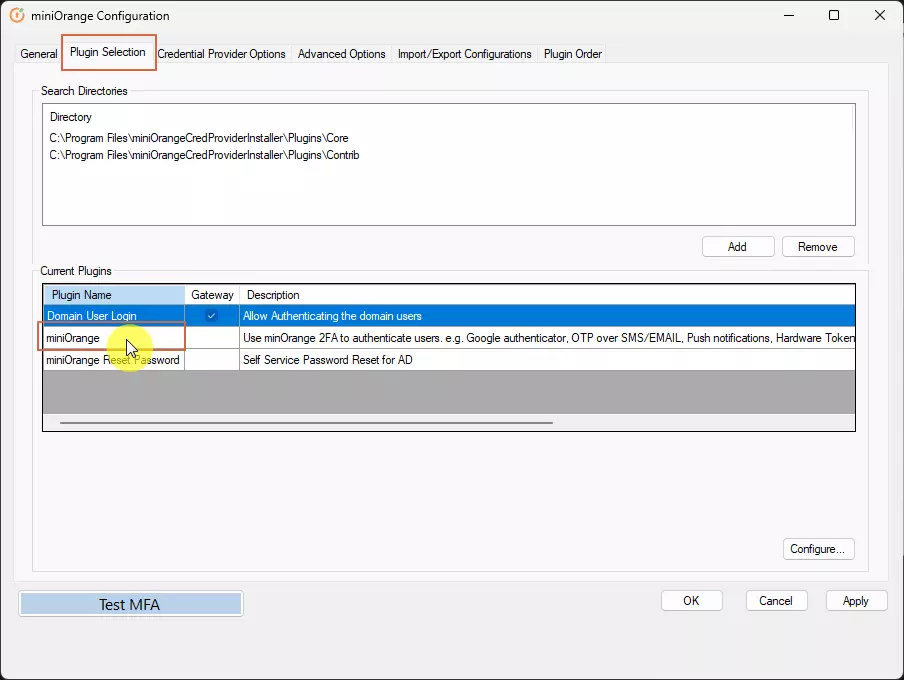 miniOrange Configuration
General Plugin Selection Credential Provider Options Advanced Options Import/Export Configurations Plugin Order
Search Directories
Directory
C:\Program Files\miniOrangeCredProviderInstaller\Plugins\Core
C:\Program Files\miniOrangeCredProviderInstaller\Plugins\Contrib
Add Remove
Current Plugins
Plugin Name Gateway Description
Domain User Login Allow Authenticating the domain users
miniOrange Use minOrange 2FA to authenticate users. e.g. Google authenticator, OTP over SMS/EMAIL, Push notifications, Hardware Token
miniOrange Reset Password Self Service Password Reset for AD
Configure...
Test MFA OK Cancel Apply